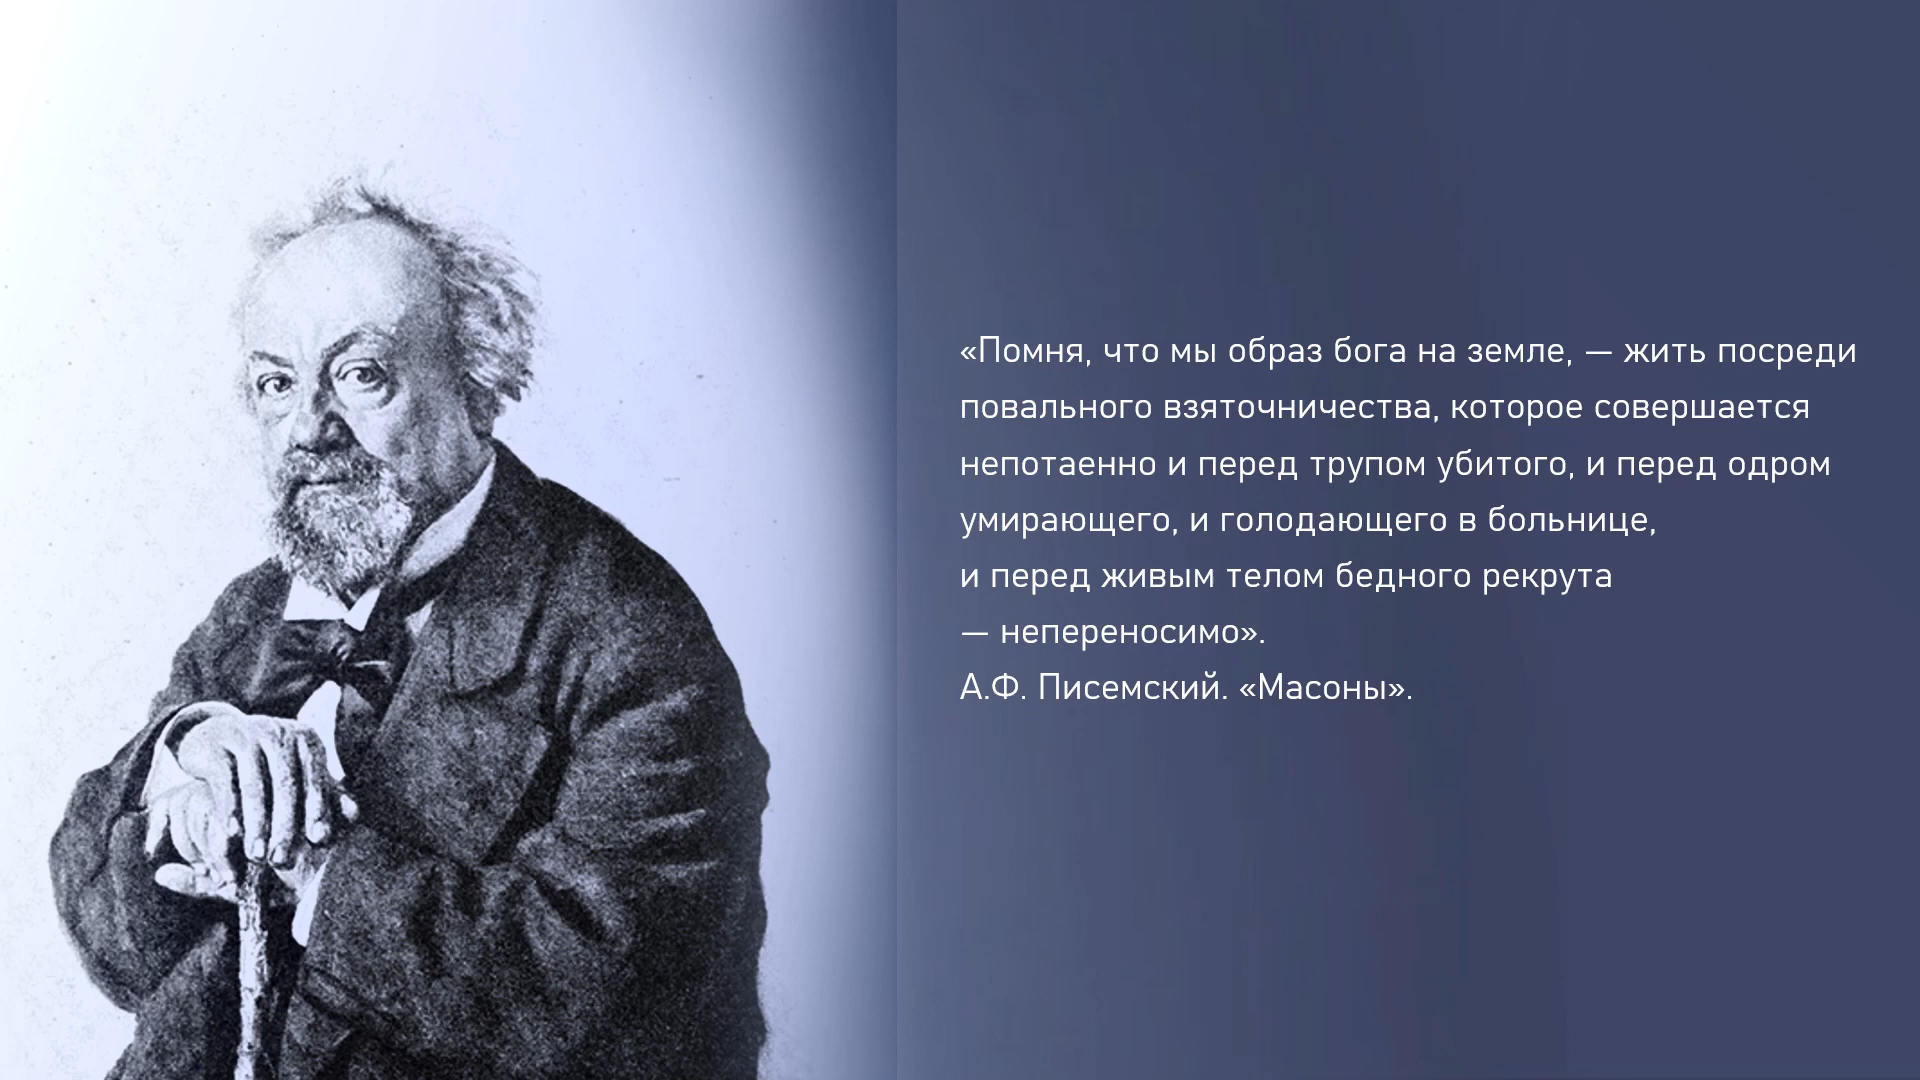 «Помня, что мы образ бога на земле, — жить посреди
повального взяточничества, которое совершается
непотаенно и перед трупом убитого, и перед одром
умирающего, и голодающего в больнице,
и перед живым телом бедного рекрута
— непереносимо».
А.Ф. Писемский. «Масоны».